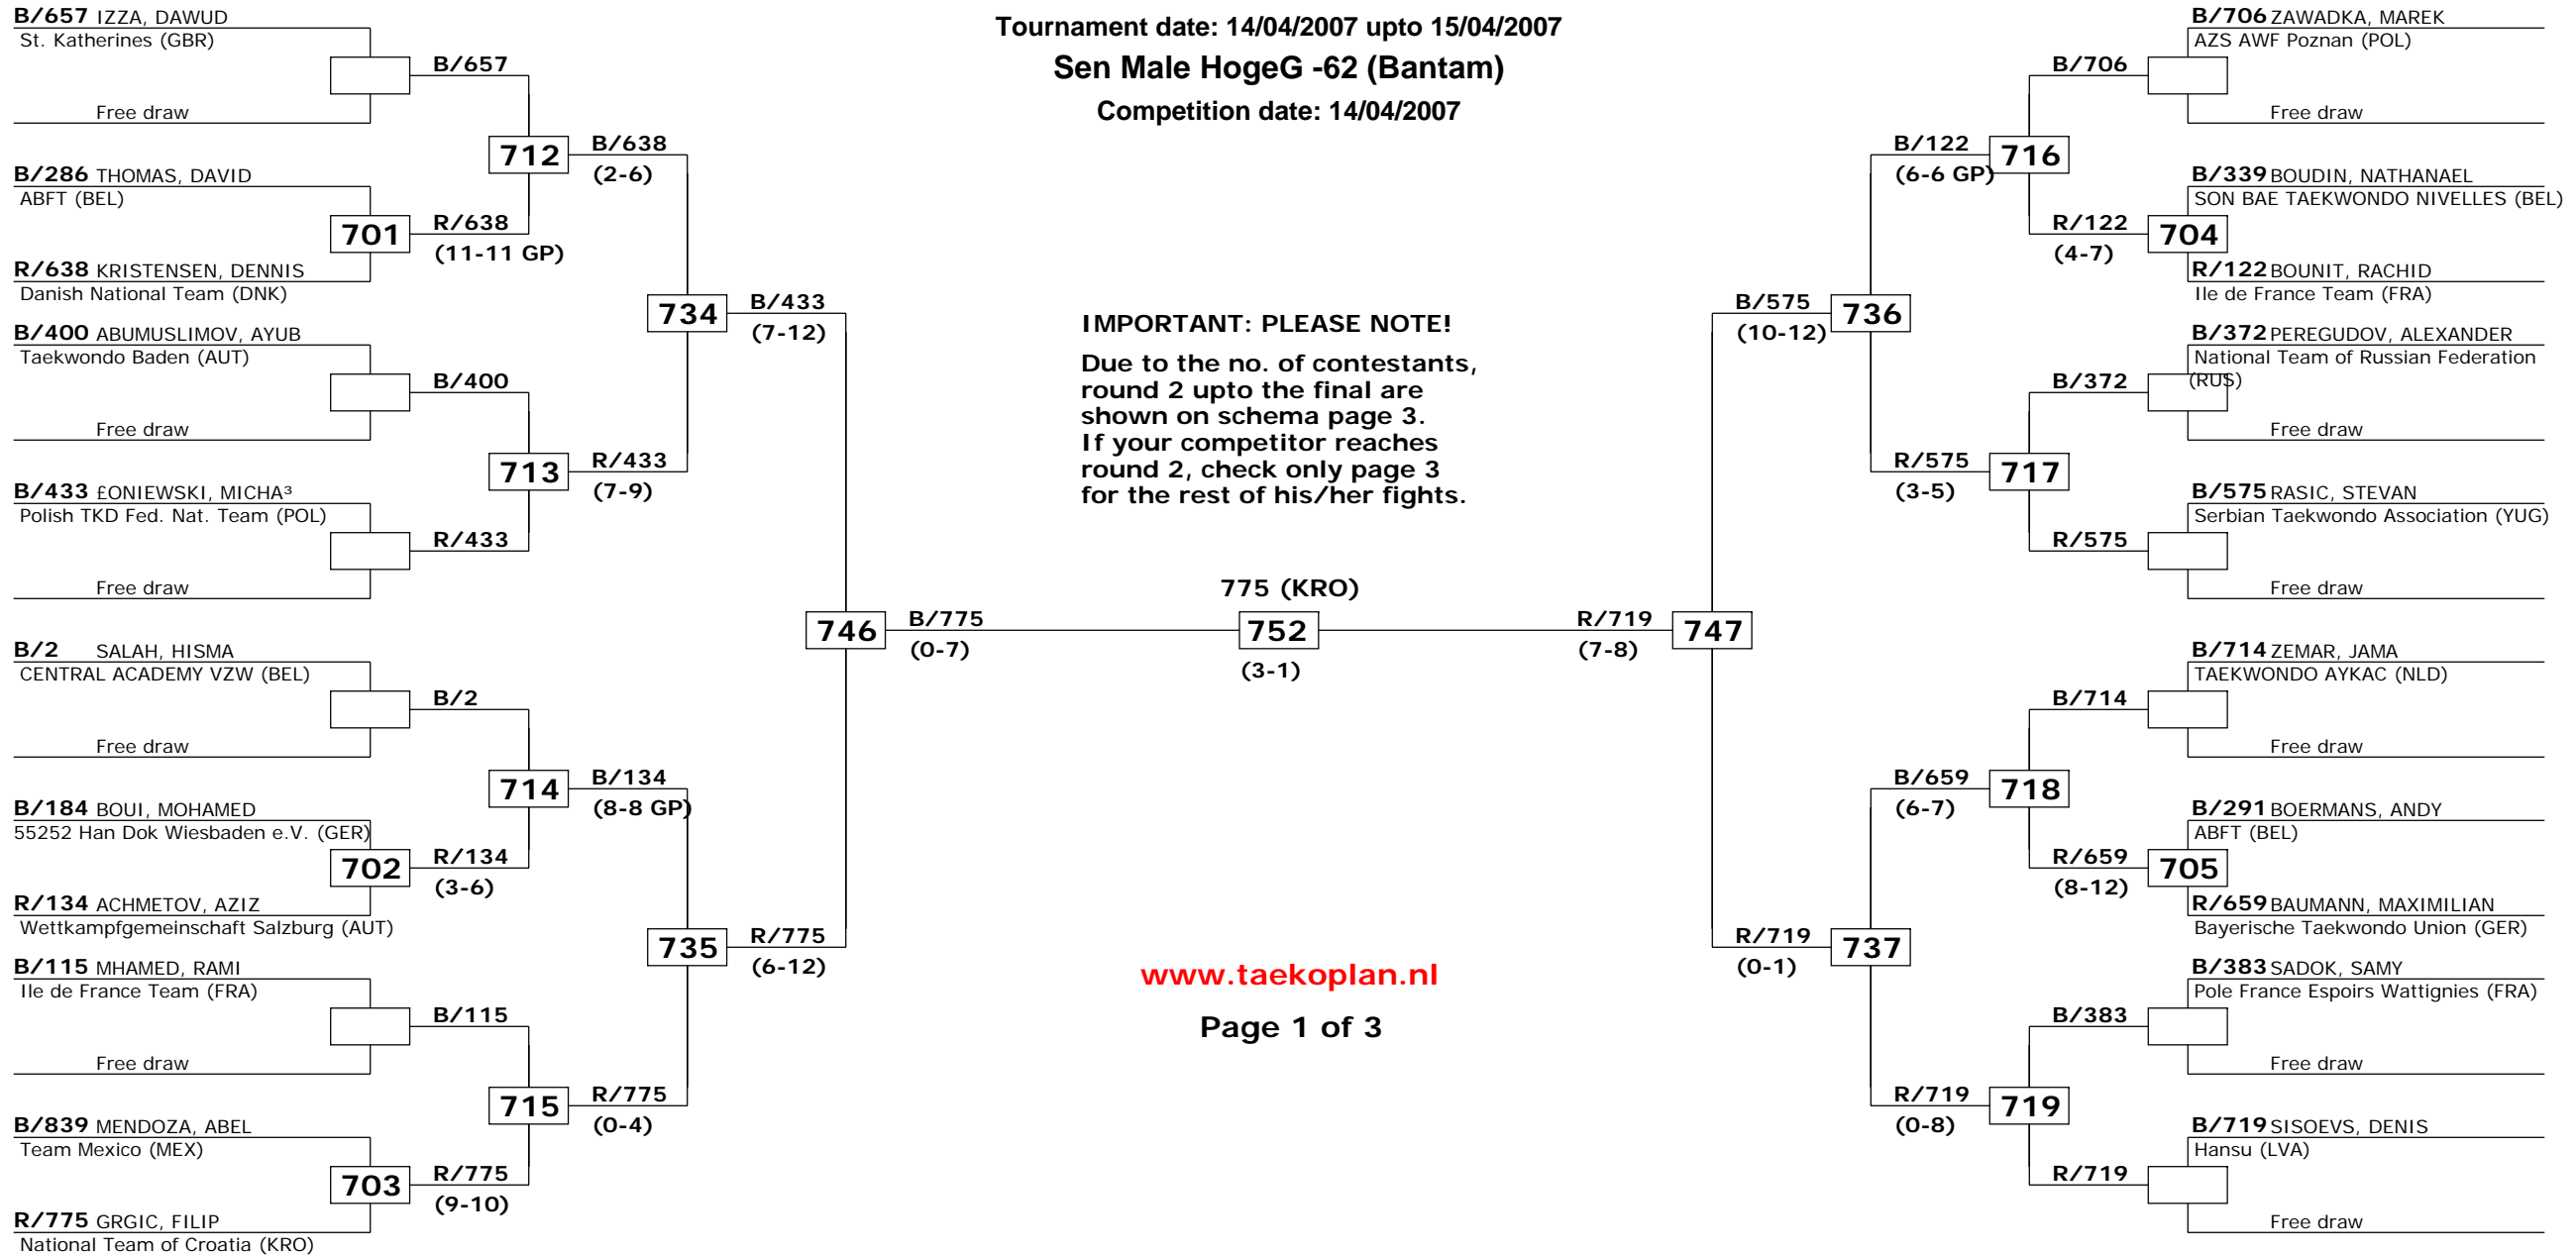 Tournament date: 14/04/2007 upto 15/04/2007
Sen Male HogeG -62 (Bantam)
Competition date: 14/04/2007
B/657 IZZA, DAWUD
St. Katherines (GBR)
B/657
Free draw
712
B/638
(2-6)
B/286 THOMAS, DAVID
ABFT (BEL)
701
R/638
(11-11 GP)
R/638 KRISTENSEN, DENNIS
Danish National Team (DNK)
734
B/433
(7-12)
B/400 ABUMUSLIMOV, AYUB
Taekwondo Baden (AUT)
B/400
Free draw
713
R/433
(7-9)
B/433 £ONIEWSKI, MICHA³
Polish TKD Fed. Nat. Team (POL)
R/433
Free draw
746
B/775
(0-7)
B/2 SALAH, HISMA
CENTRAL ACADEMY VZW (BEL)
B/2
Free draw
714
B/134
(8-8 GP)
B/184 BOUI, MOHAMED
55252 Han Dok Wiesbaden e.V. (GER)
702
R/134
(3-6)
R/134 ACHMETOV, AZIZ
Wettkampfgemeinschaft Salzburg (AUT)
735
R/775
(6-12)
B/115 MHAMED, RAMI
Ile de France Team (FRA)
B/115
Free draw
715
R/775
(0-4)
B/839 MENDOZA, ABEL
Team Mexico (MEX)
703
R/775
(9-10)
R/775 GRGIC, FILIP
National Team of Croatia (KRO)
IMPORTANT: PLEASE NOTE!
Due to the no. of contestants,
round 2 upto the final are
shown on schema page 3.
If your competitor reaches
round 2, check only page 3
for the rest of his/her fights.
775 (KRO)
752
(3-1)
www.taekoplan.nl
Page 1 of 3
B/706 ZAWADKA, MAREK
AZS AWF Poznan (POL)
B/706
Free draw
B/122
(6-6 GP)
716
B/339 BOUDIN, NATHANAEL
SON BAE TAEKWONDO NIVELLES (BEL)
R/122
(4-7)
704
R/122 BOUNIT, RACHID
Ile de France Team (FRA)
B/575
(10-12)
736
B/372 PEREGUDOV, ALEXANDER
National Team of Russian Federation
(RUS)
B/372
Free draw
R/575
(3-5)
717
B/575 RASIC, STEVAN
Serbian Taekwondo Association (YUG)
R/575
Free draw
R/719
(7-8)
747
B/714 ZEMAR, JAMA
TAEKWONDO AYKAC (NLD)
B/714
Free draw
B/659
(6-7)
718
B/291 BOERMANS, ANDY
ABFT (BEL)
R/659
(8-12)
705
R/659 BAUMANN, MAXIMILIAN
Bayerische Taekwondo Union (GER)
R/719
(0-1)
737
B/383 SADOK, SAMY
Pole France Espoirs Wattignies (FRA)
B/383
Free draw
R/719
(0-8)
719
B/719 SISOEVS, DENIS
Hansu (LVA)
R/719
Free draw